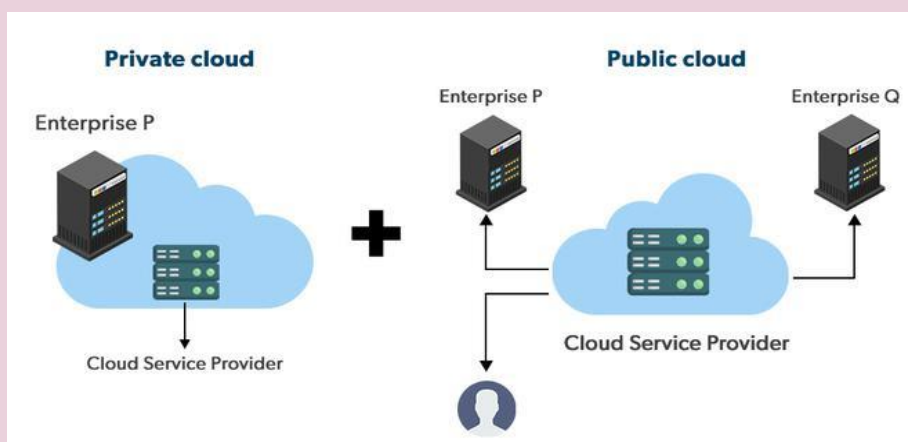 Private cloud
Enterprise P
Cloud Service Provider
Public cloud
Enterprise P
Enterprise Q
Cloud Service Provider